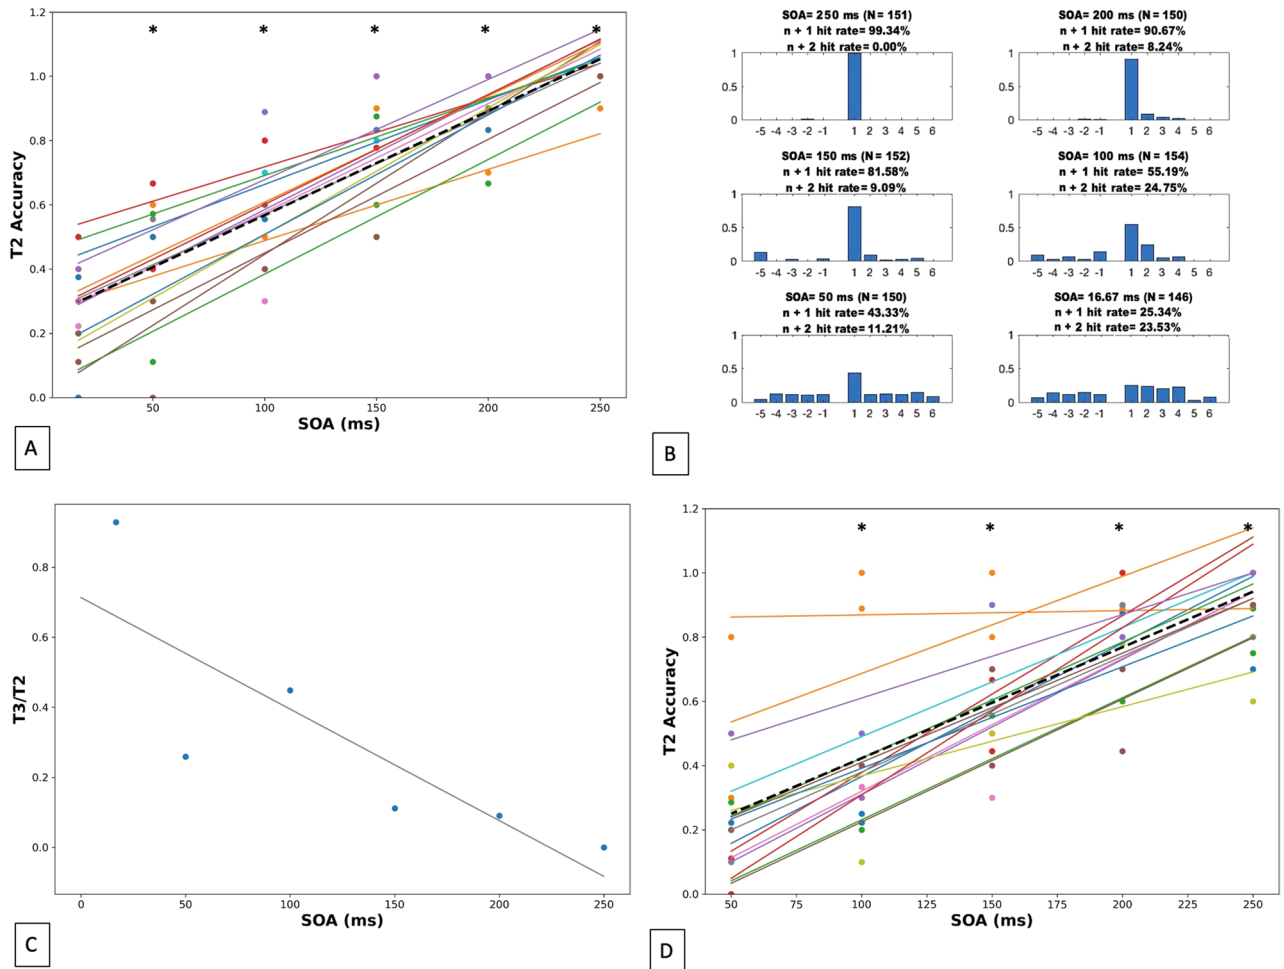 1.2
1.0
0.8
0.6
0.4
0.2
0.0
T2 Accuracy
* * * * *
50 100 150 200 250
SOA (ms)
A
SOA= 250 ms (N = 151)
n + 1 hit rate= 99.34%
n + 2 hit rate= 0.00%
1
0.5
0
-5 -4 -3 -2 -1 1 2 3 4 5 6
SOA= 200 ms (N = 150)
n + 1 hit rate= 90.67%
n + 2 hit rate= 8.24%
1
0.5
0
-5 -4 -3 -2 -1 1 2 3 4 5 6
SOA= 150 ms (N = 152)
n + 1 hit rate= 81.58%
n + 2 hit rate= 9.09%
1
0.5
0
-5 -4 -3 -2 -1 1 2 3 4 5 6
SOA= 100 ms (N = 154)
n + 1 hit rate= 55.19%
n + 2 hit rate= 24.75%
1
0.5
0
-5 -4 -3 -2 -1 1 2 3 4 5 6
SOA= 50 ms (N = 150)
n + 1 hit rate= 43.33%
n + 2 hit rate= 11.21%
1
0.5
0
-5 -4 -3 -2 -1 1 2 3 4 5 6
SOA= 16.67 ms (N = 146)
n + 1 hit rate= 25.34%
n + 2 hit rate= 23.53%
1
0.5
0
-5 -4 -3 -2 -1 1 2 3 4 5 6
B
0.8
0.6
0.4
0.2
0.0
T3/T2
0 50 100 150 200 250
SOA (ms)
C
1.2
1.0
0.8
0.6
0.4
0.2
0.0
T2 Accuracy
* * * *
50 75 100 125 150 175 200 225 250
SOA (ms)
D